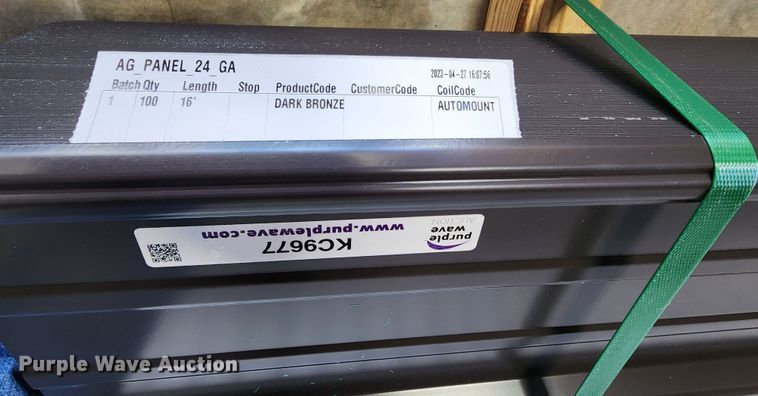 AG_PANEL_24_GA
2023-04-27 16:07:56
Batch Qty Length Stop ProductCode CustomerCode CoilCode
1 100 16' DARK BRONZE AUTOMOUNT
purple wave
AUCTION
KC9677
www.purplewave.com
Purple Wave Auction